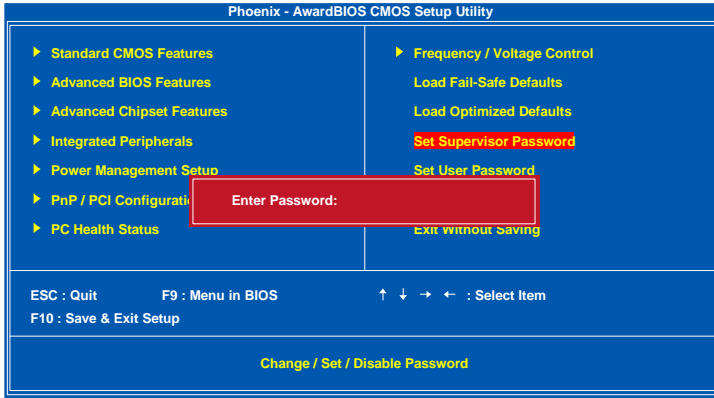 Phoenix - AwardBIOS CMOS Setup Utility
Standard CMOS Features
Advanced BIOS Features
Advanced Chipset Features
Integrated Peripherals
Power Management Setup
PnP / PCI Configurati
PC Health Status
Frequency / Voltage Control
Load Fail-Safe Defaults
Load Optimized Defaults
Set Supervisor Password
Set User Password
Exit Without Saving
Enter Password:
ESC : Quit F9 : Menu in BIOS ↑ ↓ → ← : Select Item
F10 : Save & Exit Setup
Change / Set / Disable Password